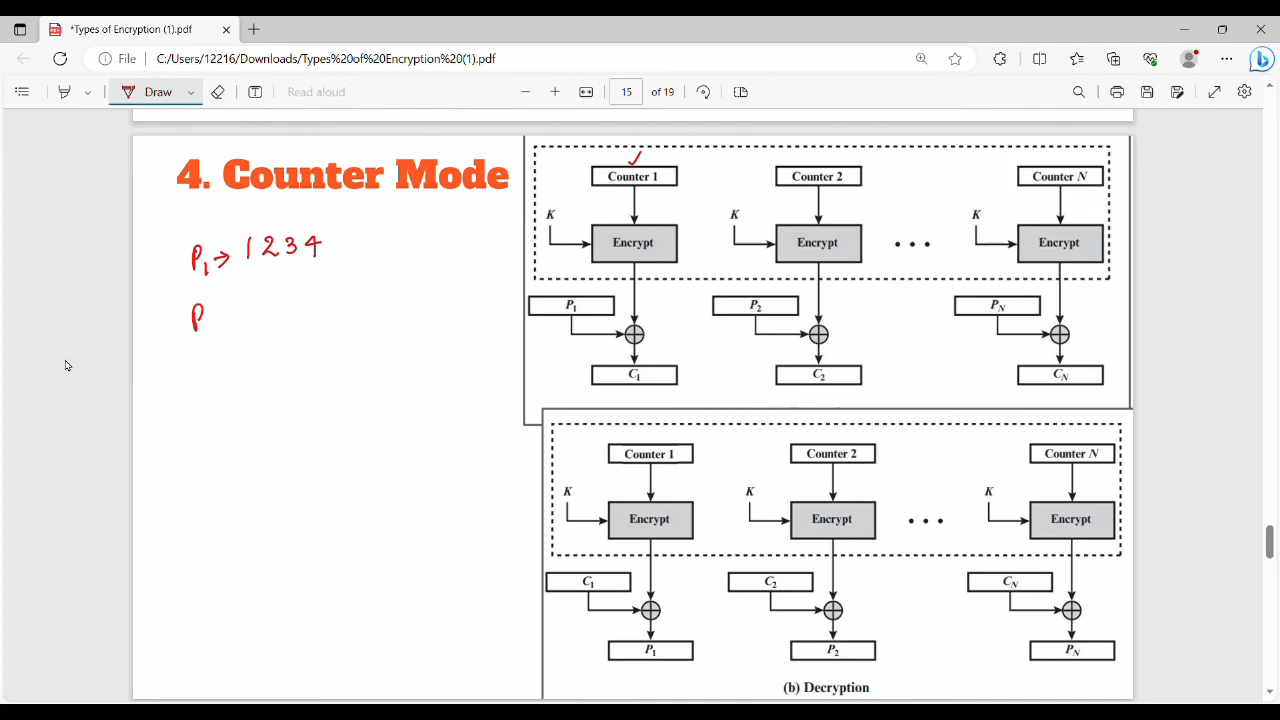 *Types of Encryption (1).pdf
File C:/Users/12216/Downloads/Types%20of%20Encryption%20(1).pdf
Draw Read aloud 15 of 19
4. Counter Mode
P1→ 1 2 3 4
P
Counter 1 Counter 2 Counter N
K K K
Encrypt Encrypt Encrypt
P1 P2 PN
C1 C2 CN
Counter 1 Counter 2 Counter N
K K K
Encrypt Encrypt Encrypt
C1 C2 CN
P1 P2 PN
(b) Decryption